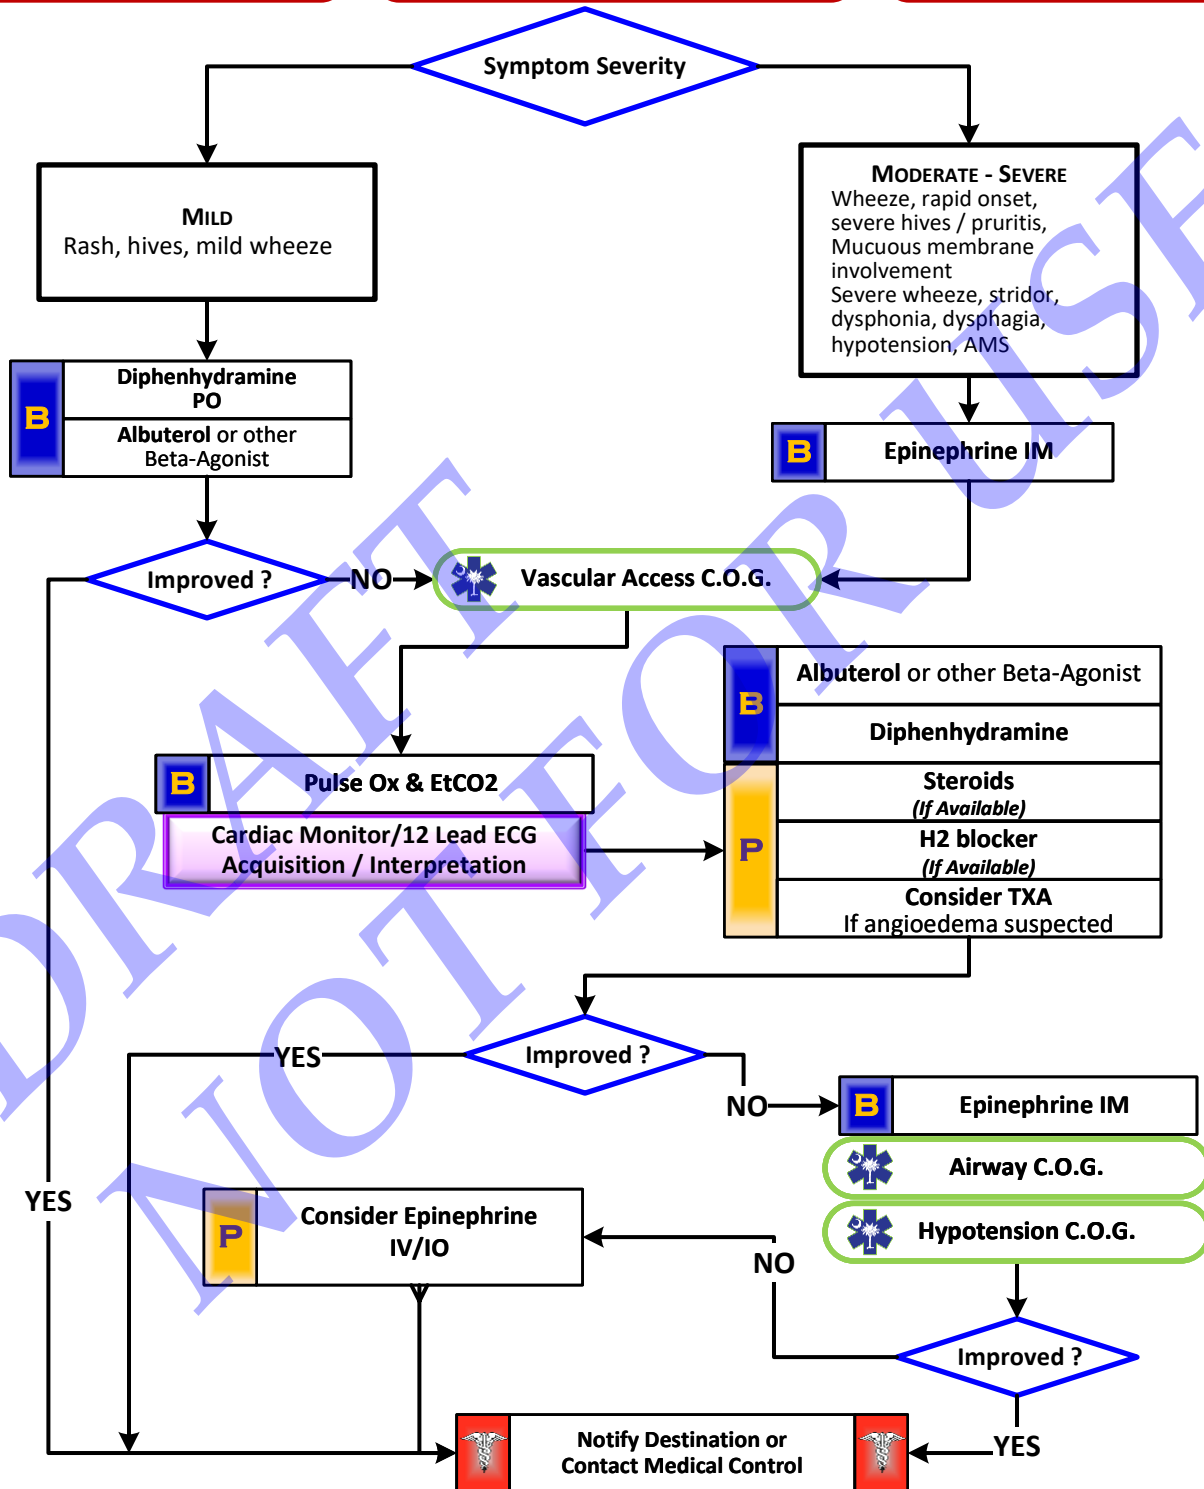 Symptom Severity
MILD
Rash, hives, mild wheeze
MODERATE - SEVERE
Wheeze, rapid onset,
severe hives / pruritis,
Mucuous membrane
involvement
Severe wheeze, stridor,
dysphonia, dysphagia,
hypotension, AMS
B
Diphenhydramine
PO
Albuterol or other
Beta-Agonist
B
Epinephrine IM
Improved ?
NO
Vascular Access C.O.G.
B
Albuterol or other Beta-Agonist
Diphenhydramine
P
Steroids
(If Available)
H2 blocker
(If Available)
Consider TXA
If angioedema suspected
B
Pulse Ox & EtCO2
Cardiac Monitor/12 Lead ECG
Acquisition / Interpretation
Improved ?
YES
NO
B
Epinephrine IM
Airway C.O.G.
Hypotension C.O.G.
YES
P
Consider Epinephrine
IV/IO
NO
Improved ?
YES
Notify Destination or
Contact Medical Control
DRAFT
NOT FOR USE